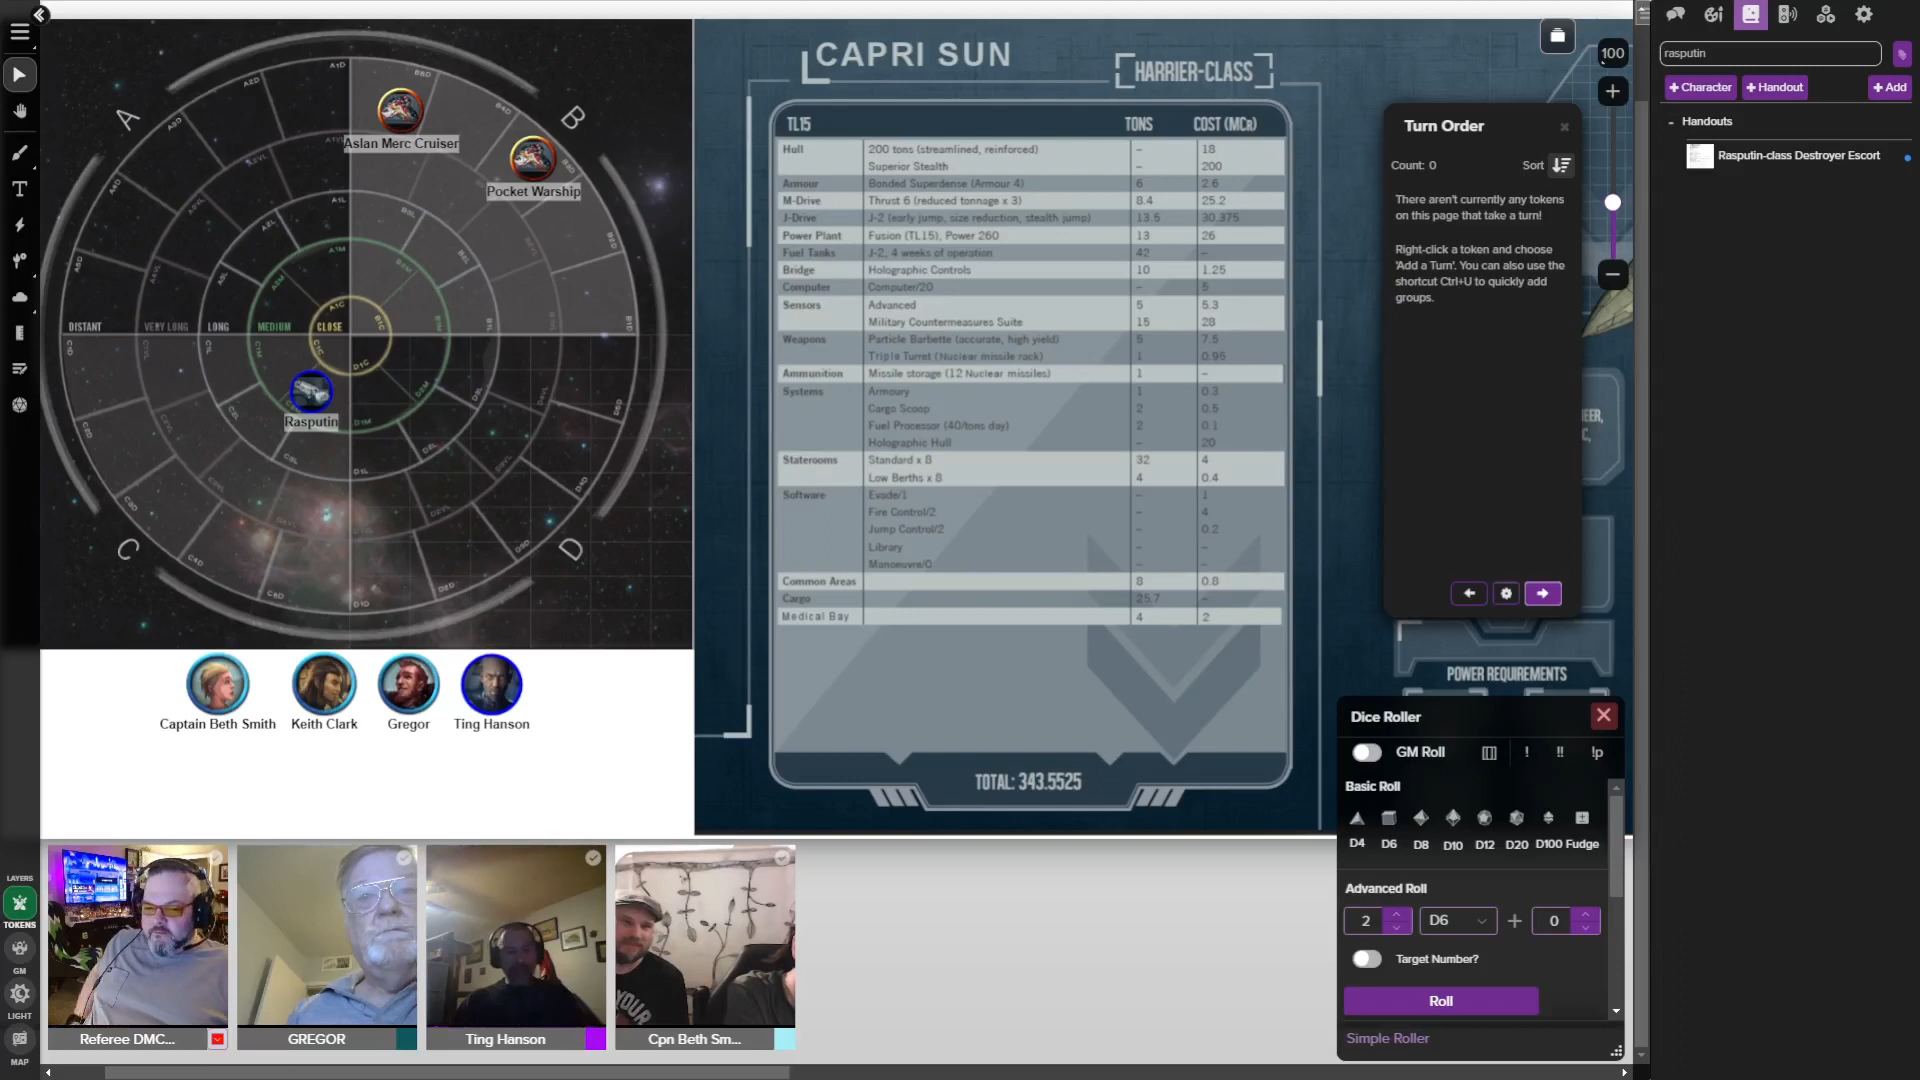 CAPRI SUN
HARRIER-CLASS
TL15 TONS COST (MCR)
Hull 200 tons (streamlined, reinforced) – 18
Superior Stealth – 200
Armour Bonded Superdense (Armour 4) 6 2.6
M-Drive Thrust 6 (reduced tonnage x 3) 8.4 25.2
J-Drive J-2 (early jump, size reduction, stealth jump) 13.5 30.375
Power Plant Fusion (TL15), Power 260 13 26
Fuel Tanks J-2, 4 weeks of operation 42 –
Bridge Holographic Controls 10 1.25
Computer Computer/20 – 5
Sensors Advanced 5 5.3
Military Countermeasures Suite 15 28
Weapons Particle Barbette (accurate, high yield) 5 7.5
Triple Turret (Nuclear missile rack) 1 0.95
Ammunition Missile storage (12 Nuclear missiles) 1 –
Systems Armoury 1 0.3
Cargo Scoop 2 0.5
Fuel Processor (40/tons day) 2 0.1
Holographic Hull – 20
Staterooms Standard x 8 32 4
Low Berths x 8 4 0.4
Software Evade/1 – 1
Fire Control/2 – 4
Jump Control/2 – 0.2
Library – –
Manoeuvre/0 – –
Common Areas 8 0.8
Cargo 25.7 –
Medical Bay 4 2
TOTAL: 343.5525
A
B
C
D
DISTANT VERY LONG LONG MEDIUM CLOSE
Aslan Merc Cruiser
Pocket Warship
Rasputin
Captain Beth Smith Keith Clark Gregor Ting Hanson
Turn Order
Count: 0 Sort
There aren't currently any tokens
on this page that take a turn!
Right-click a token and choose
'Add a Turn'. You can also use the
shortcut Ctrl+U to quickly add
groups.
100
POWER REQUIREMENTS
Dice Roller
GM Roll [[]] ! !! !p
Basic Roll
D4 D6 D8 D10 D12 D20 D100 Fudge
Advanced Roll
2 D6 + 0
Target Number?
Roll
Simple Roller
rasputin
+ Character + Handout + Add
Handouts
Rasputin-class Destroyer Escort
LAYERS
TOKENS
GM
LIGHT
MAP
Referee DMC... GREGOR Ting Hanson Cpn Beth Sm...
YOUR